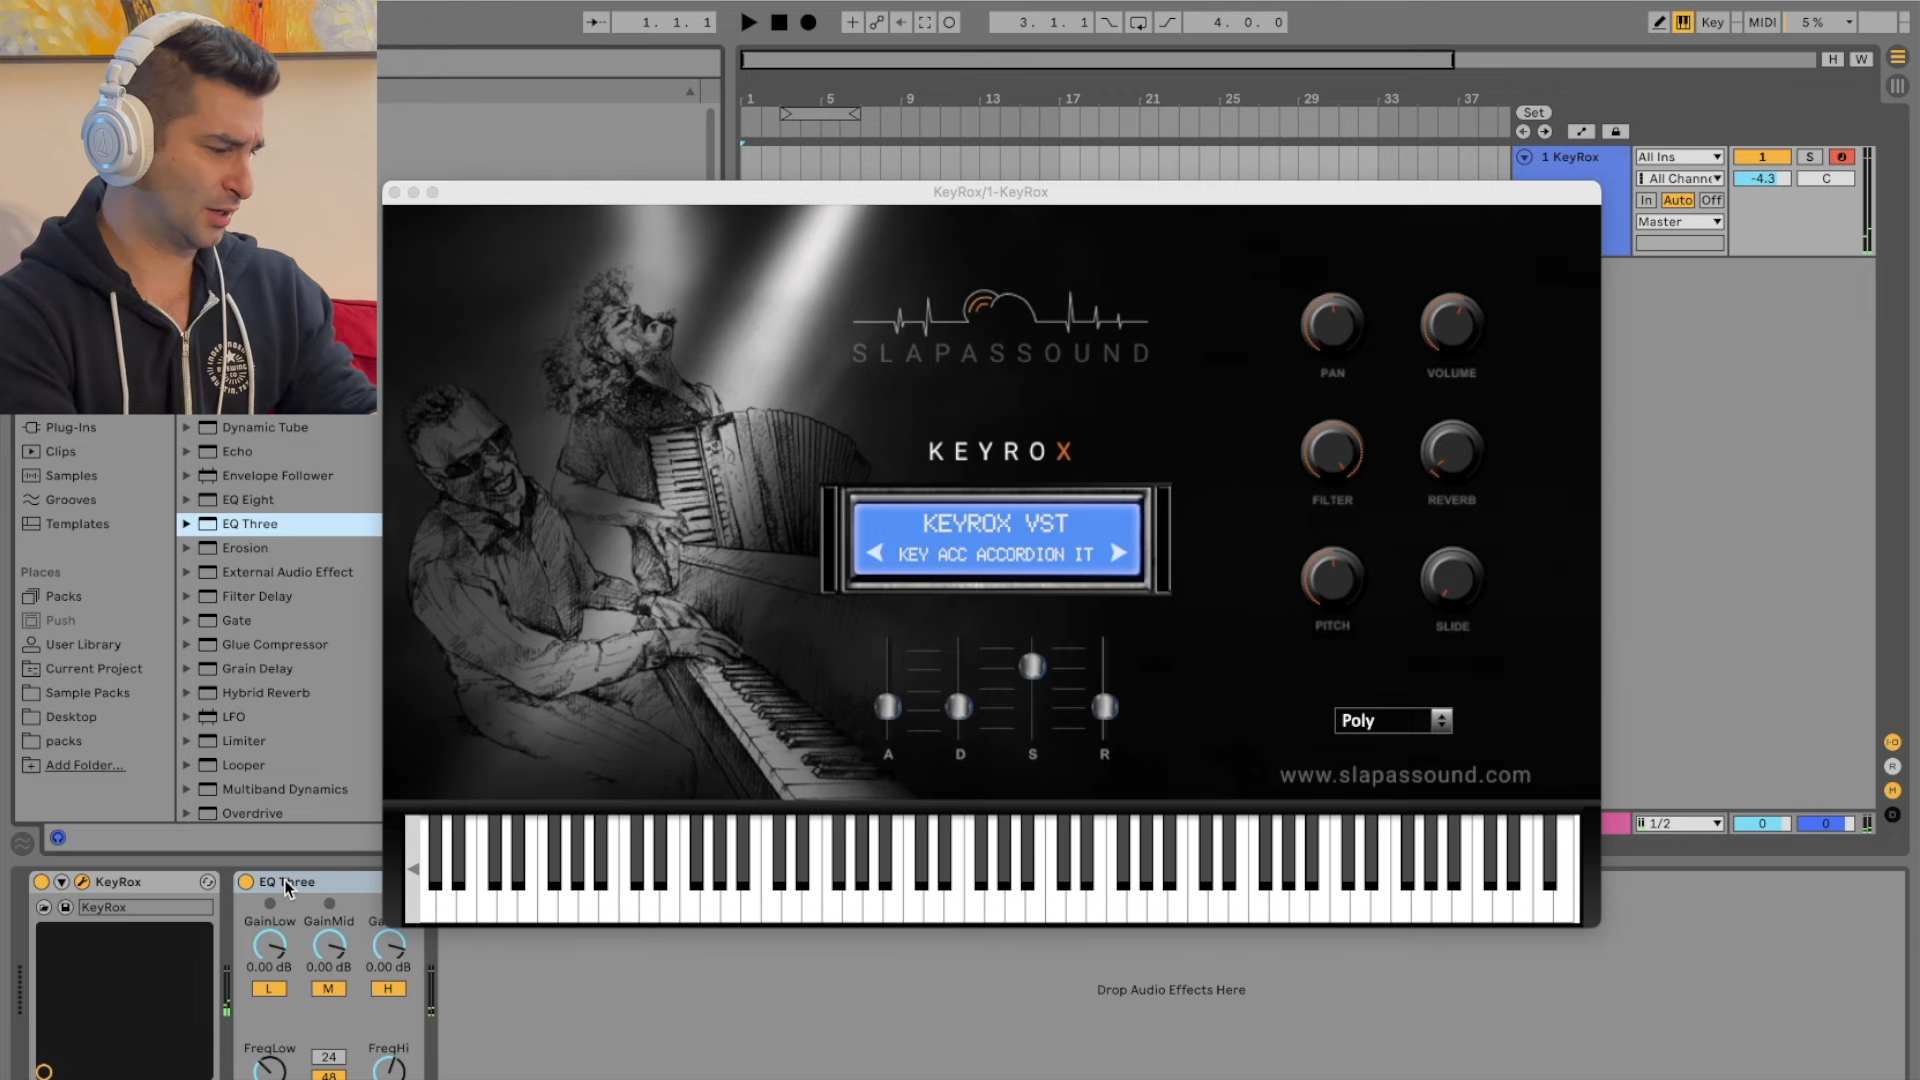 1. 1. 1
3. 1. 1
4. 0. 0
Key
MIDI
5 %
H
W
1
5
9
13
17
21
25
29
33
37
Set
1 KeyRox
All Ins
1
S
All Channe
-4.3
C
In
Auto
Off
Master
KeyRox/1-KeyRox
SLAPASSOUND
KEYROX
KEYROX VST
KEY ACC ACCORDION IT
PAN
VOLUME
FILTER
REVERB
PITCH
SLIDE
A
D
S
R
Poly
www.slapassound.com
Plug-Ins
Clips
Samples
Grooves
Templates
Places
Packs
Push
User Library
Current Project
Sample Packs
Desktop
packs
Add Folder...
Dynamic Tube
Echo
Envelope Follower
EQ Eight
EQ Three
Erosion
External Audio Effect
Filter Delay
Gate
Glue Compressor
Grain Delay
Hybrid Reverb
LFO
Limiter
Looper
Multiband Dynamics
Overdrive
I-O
R
M
D
1/2
0
0
KeyRox
KeyRox
EQ Three
GainLow
GainMid
Ga
0.00 dB
0.00 dB
0.00 dB
L
M
H
FreqLow
24
FreqHi
48
Drop Audio Effects Here